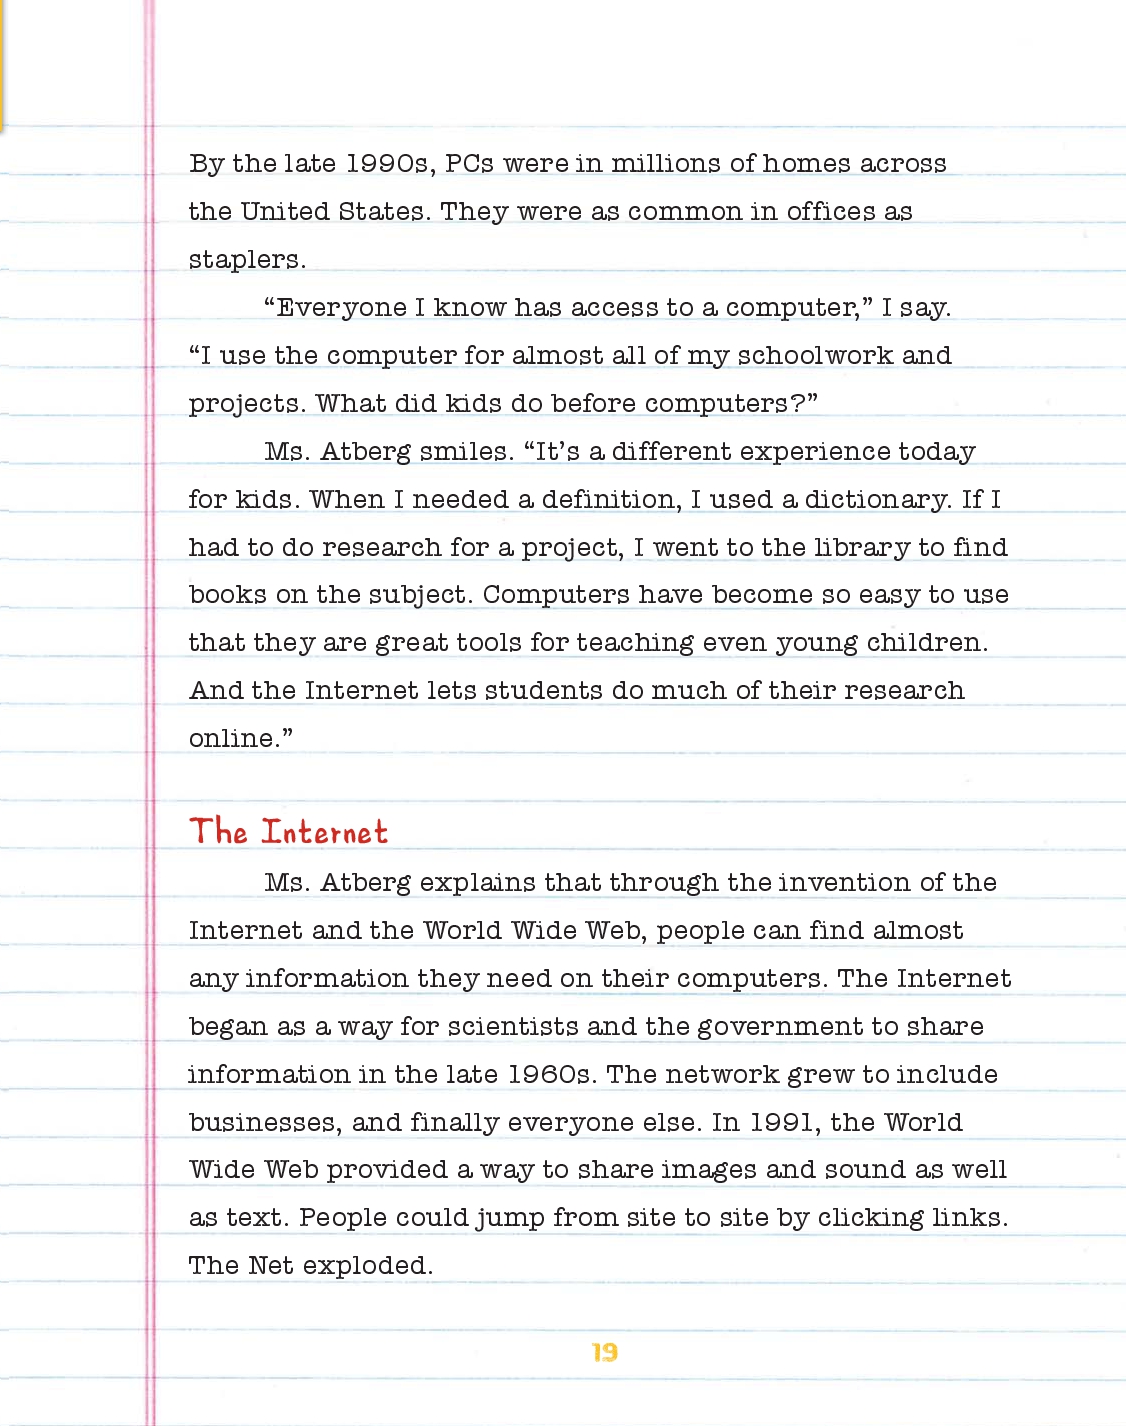 By the late 1990s, PCs were in millions of homes across
the United States. They were as common in offices as
staplers.
“Everyone I know has access to a computer,” I say.
“I use the computer for almost all of my schoolwork and
projects. What did kids do before computers?”
Ms. Atberg smiles. “It’s a different experience today
for kids. When I needed a definition, I used a dictionary. If I
had to do research for a project, I went to the library to find
books on the subject. Computers have become so easy to use
that they are great tools for teaching even young children.
And the Internet lets students do much of their research
online.”
The Internet
Ms. Atberg explains that through the invention of the
Internet and the World Wide Web, people can find almost
any information they need on their computers. The Internet
began as a way for scientists and the government to share
information in the late 1960s. The network grew to include
businesses, and finally everyone else. In 1991, the World
Wide Web provided a way to share images and sound as well
as text. People could jump from site to site by clicking links.
The Net exploded.
19